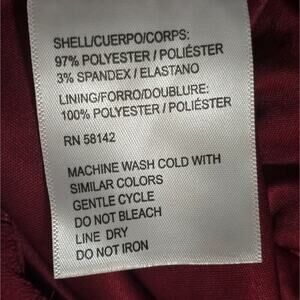 SHELL/CUERPO/CORPS:
97% POLYESTER / POLIÉSTER
3% SPANDEX / ELASTANO
LINING/FORRO/DOUBLURE:
100% POLYESTER / POLIÉSTER
RN 58142
MACHINE WASH COLD WITH
SIMILAR COLORS
GENTLE CYCLE
DO NOT BLEACH
LINE DRY
DO NOT IRON